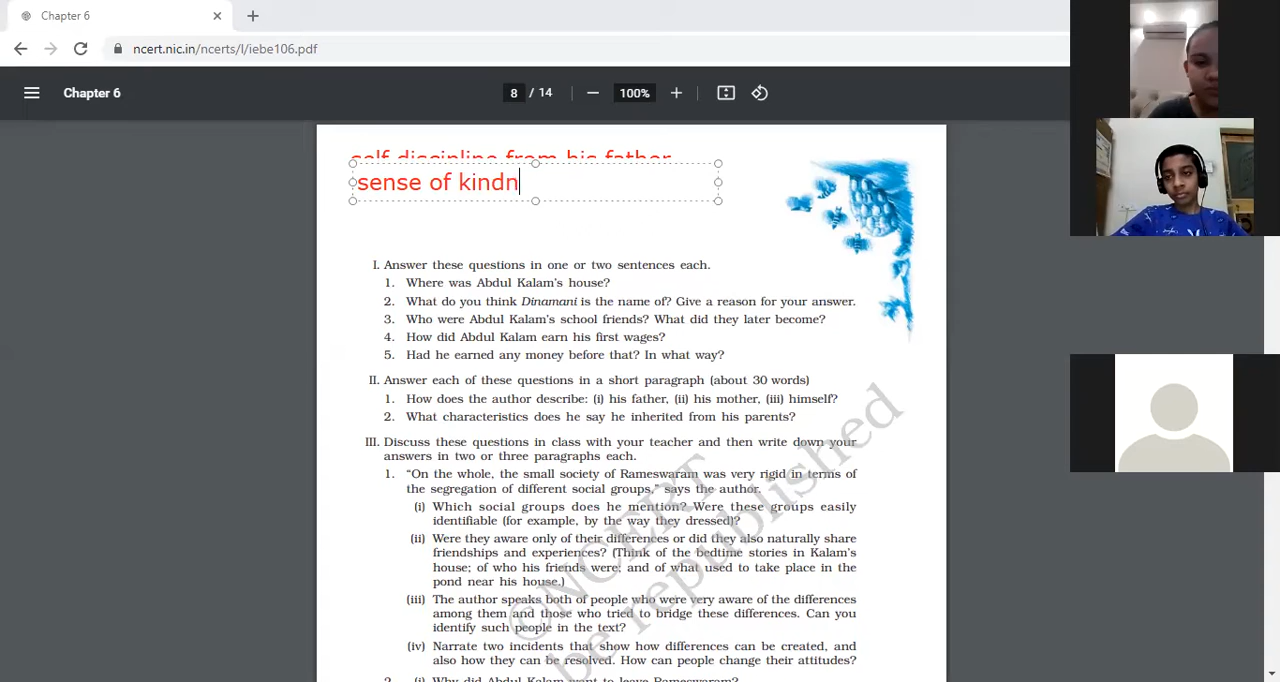 Chapter 6
ncert.nic.in/ncerts/l/iebe106.pdf
Chapter 6
8 / 14
100%
self discipline from his father
sense of kindn
I. Answer these questions in one or two sentences each.
1. Where was Abdul Kalam's house?
2. What do you think Dinamani is the name of? Give a reason for your answer.
3. Who were Abdul Kalam's school friends? What did they later become?
4. How did Abdul Kalam earn his first wages?
5. Had he earned any money before that? In what way?
II. Answer each of these questions in a short paragraph (about 30 words)
1. How does the author describe: (i) his father, (ii) his mother, (iii) himself?
2. What characteristics does he say he inherited from his parents?
III. Discuss these questions in class with your teacher and then write down your
answers in two or three paragraphs each.
1. “On the whole, the small society of Rameswaram was very rigid in terms of
the segregation of different social groups,” says the author.
(i) Which social groups does he mention? Were these groups easily
identifiable (for example, by the way they dressed)?
(ii) Were they aware only of their differences or did they also naturally share
friendships and experiences? (Think of the bedtime stories in Kalam's
house; of who his friends were; and of what used to take place in the
pond near his house.)
(iii) The author speaks both of people who were very aware of the differences
among them and those who tried to bridge these differences. Can you
identify such people in the text?
(iv) Narrate two incidents that show how differences can be created, and
also how they can be resolved. How can people change their attitudes?
2. (i) Why did Abdul Kalam want to leave Rameswaram?
©NCERT
be republished